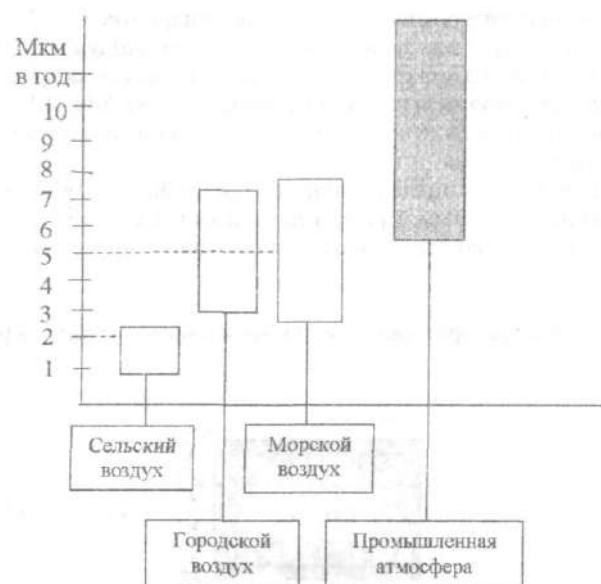 Мкм
в год
10
9
8
7
6
5
4
3
2
1
Сельский
воздух
Морской
воздух
Городской
воздух
Промышленная
атмосфера